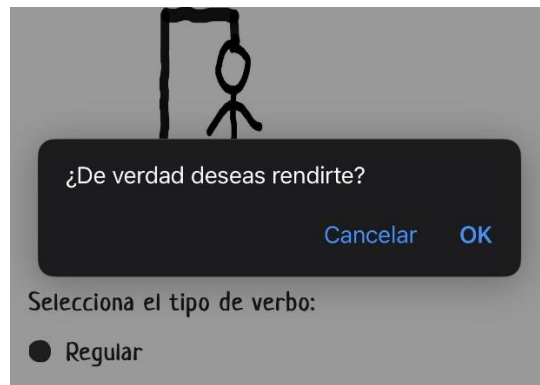 ¿De verdad deseas rendirte?
Cancelar OK
Selecciona el tipo de verbo:
Regular